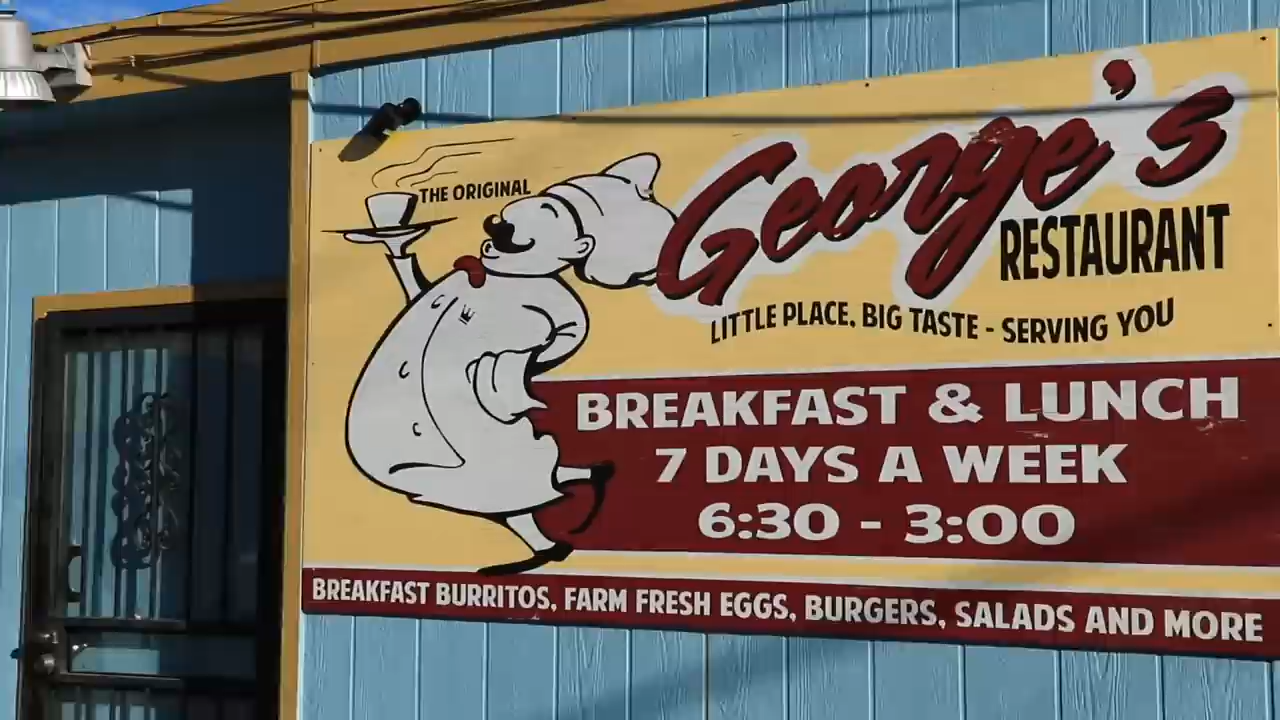 THE ORIGINAL
George's
RESTAURANT
LITTLE PLACE, BIG TASTE - SERVING YOU
BREAKFAST & LUNCH
7 DAYS A WEEK
6:30 - 3:00
BREAKFAST BURRITOS, FARM FRESH EGGS, BURGERS, SALADS AND MORE